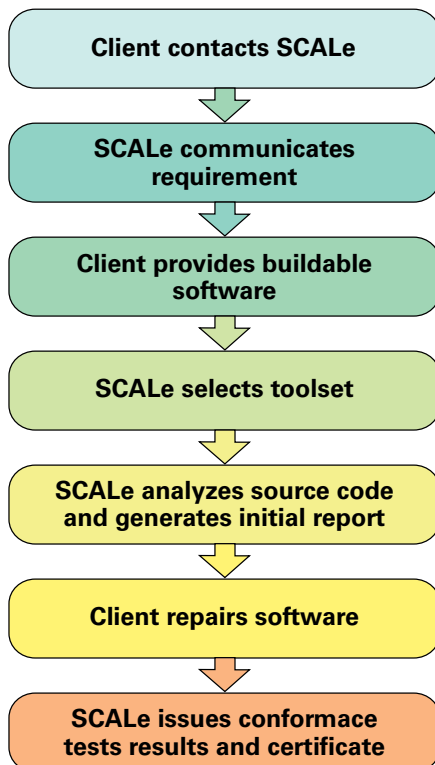 Client contacts SCALe
SCALe communicates
requirement
Client provides buildable
software
SCALe selects toolset
SCALe analyzes source code
and generates initial report
Client repairs software
SCALe issues conformace
tests results and certificate